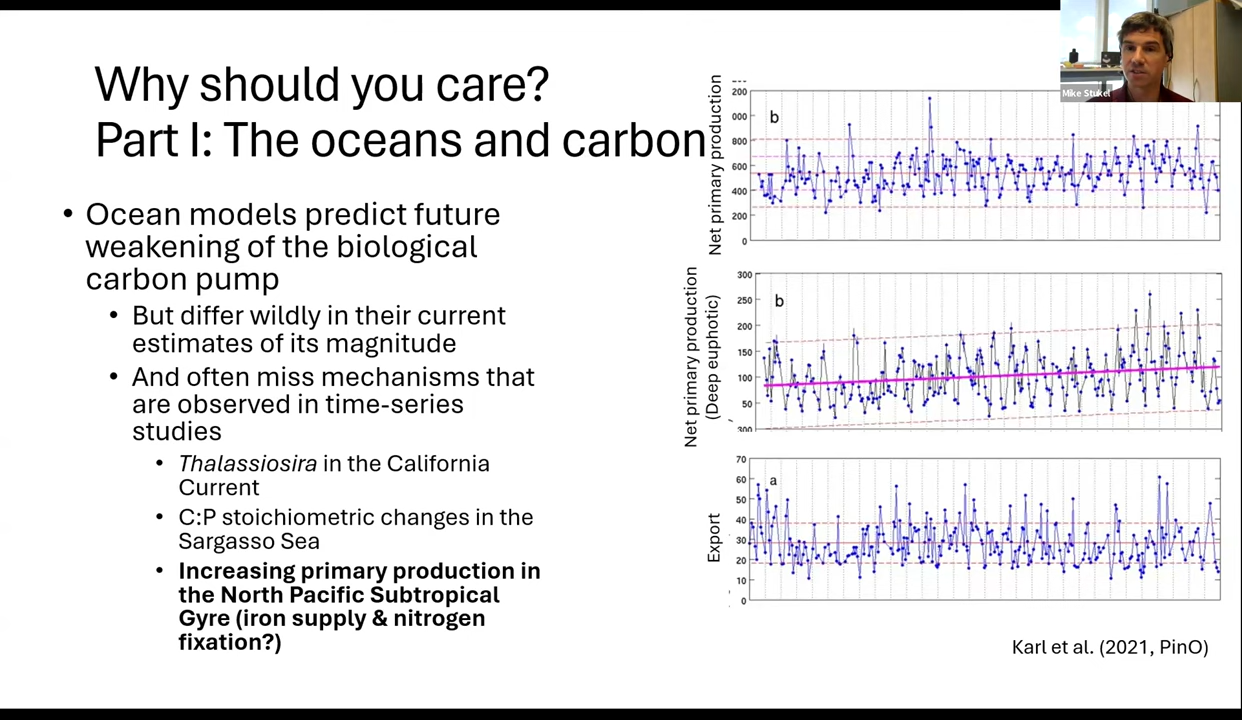 Why should you care?
Part I: The oceans and carbon
• Ocean models predict future
weakening of the biological
carbon pump
• But differ wildly in their current
estimates of its magnitude
• And often miss mechanisms that
are observed in time-series
studies
• Thalassiosira in the California
Current
• C:P stoichiometric changes in the
Sargasso Sea
• Increasing primary production in
the North Pacific Subtropical
Gyre (iron supply & nitrogen
fixation?)
Mike Stukel
Net primary production
b
200
000
800
600
400
200
0
Net primary production
(Deep euphotic)
b
300
250
200
150
100
50
300
Export
a
70
60
50
40
30
20
10
0
Karl et al. (2021, PinO)